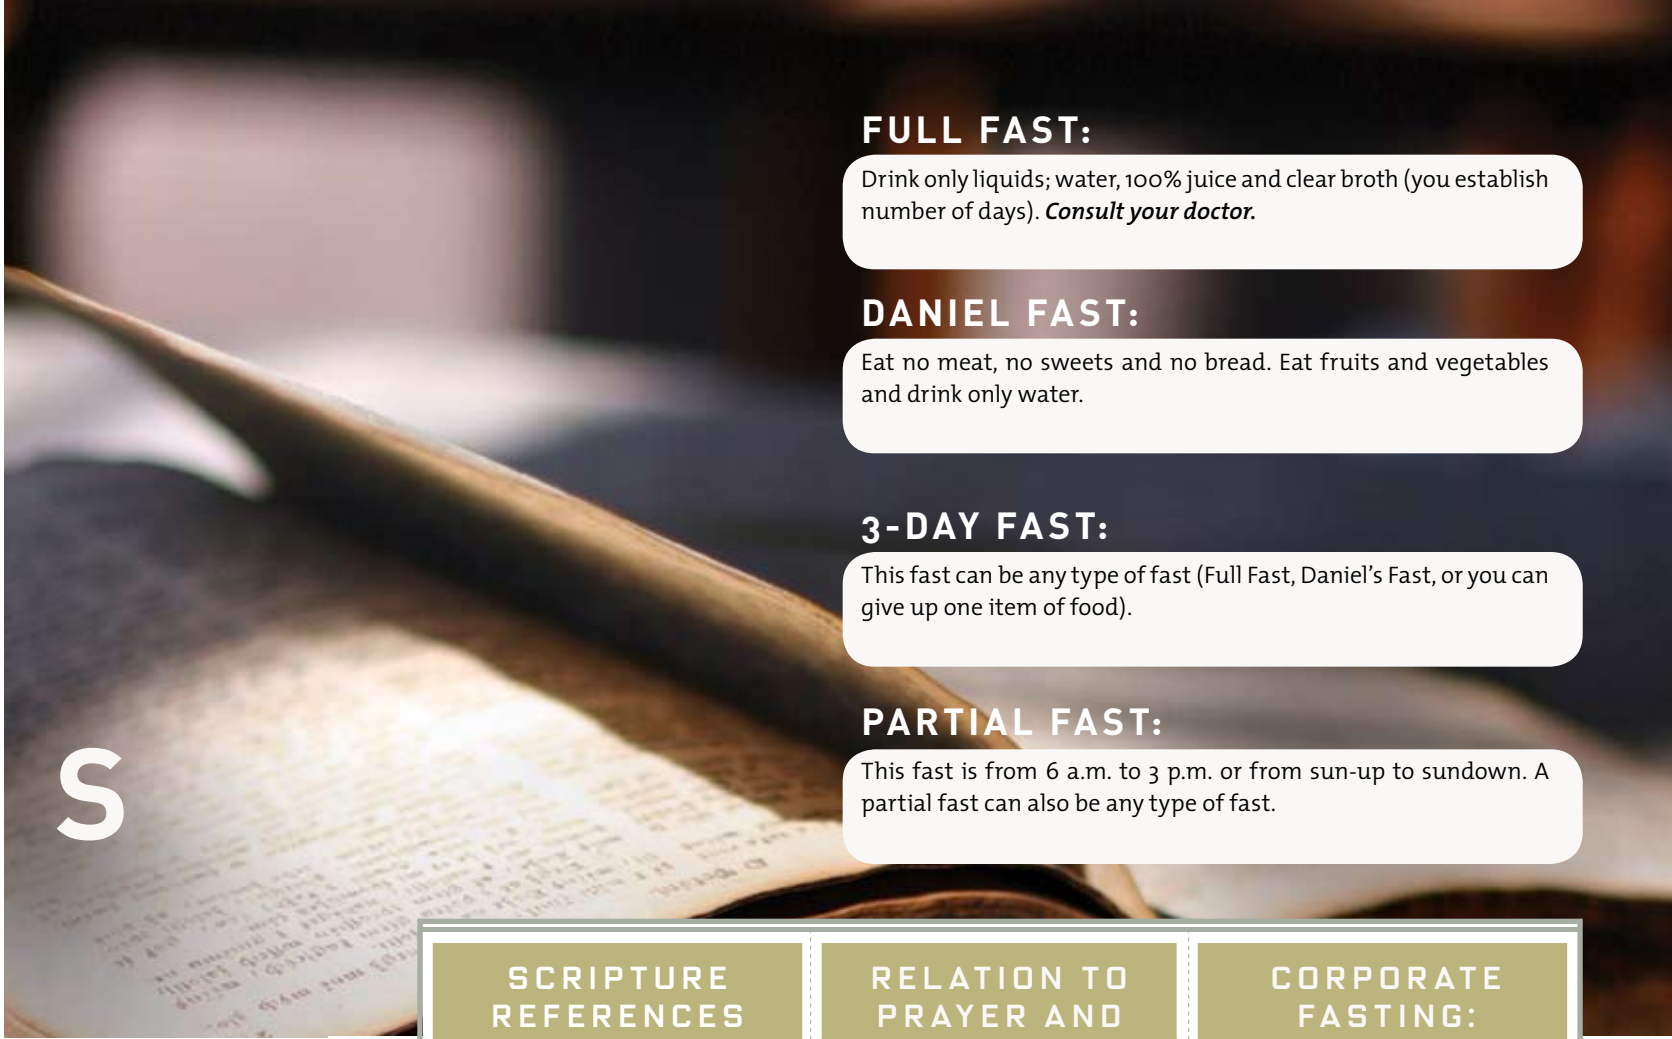 FULL FAST:
Drink only liquids; water, 100% juice and clear broth (you establish
number of days). Consult your doctor.
DANIEL FAST:
Eat no meat, no sweets and no bread. Eat fruits and vegetables
and drink only water.
3-DAY FAST:
This fast can be any type of fast (Full Fast, Daniel’s Fast, or you can
give up one item of food).
PARTIAL FAST:
This fast is from 6 a.m. to 3 p.m. or from sun-up to sundown. A
partial fast can also be any type of fast.
S
SCRIPTURE
REFERENCES
RELATION TO
PRAYER AND
CORPORATE
FASTING: